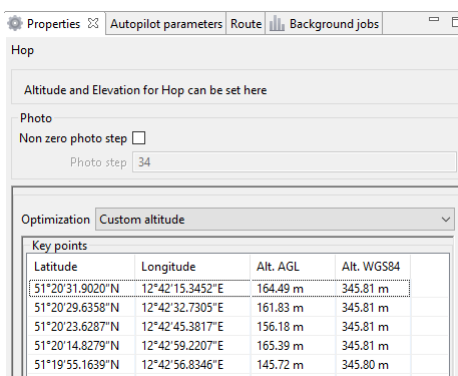 Properties Autopilot parameters Route Background jobs
Hop
Altitude and Elevation for Hop can be set here
Photo
Non zero photo step
Photo step 34
Optimization Custom altitude
Key points
Latitude Longitude Alt. AGL Alt. WGS84
51°20'31.9020"N 12°42'15.3452"E 164.49 m 345.81 m
51°20'29.6358"N 12°42'32.7305"E 161.83 m 345.81 m
51°20'23.6287"N 12°42'45.3817"E 156.18 m 345.81 m
51°20'14.8279"N 12°42'59.2207"E 165.39 m 345.81 m
51°19'55.1639"N 12°42'56.8346"E 145.72 m 345.80 m